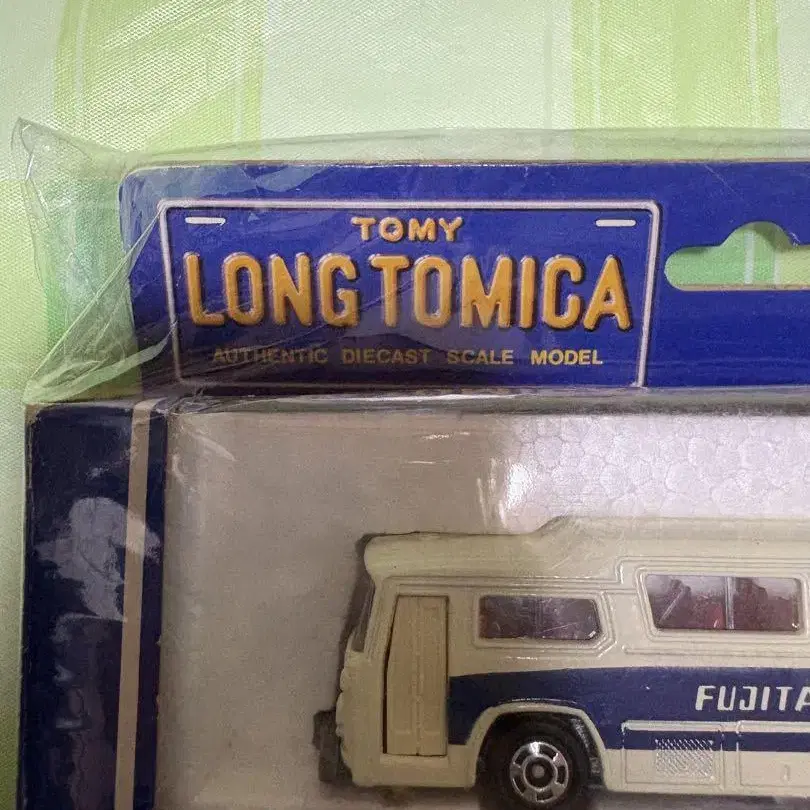 TOMY
LONG TOMICA
AUTHENTIC DIECAST SCALE MODEL
FUJITA